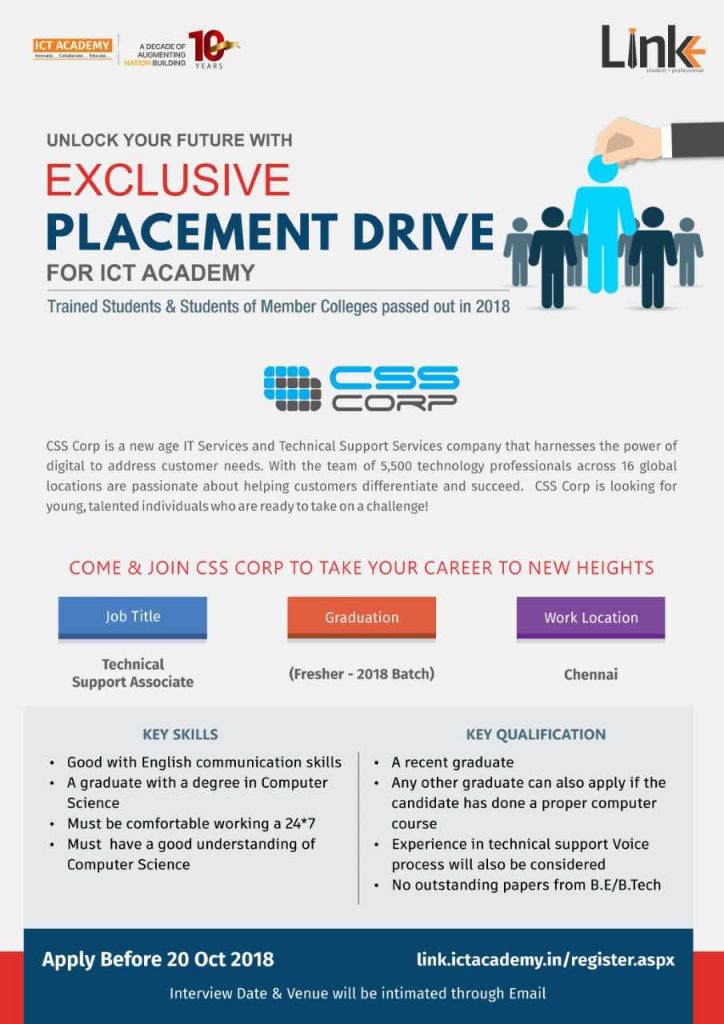 ICT ACADEMY
Innovate... Collaborate... Educate....
A DECADE OF
AUGMENTING
NATION BUILDING
10
YEARS
Link
student + professional
UNLOCK YOUR FUTURE WITH
EXCLUSIVE
PLACEMENT DRIVE
FOR ICT ACADEMY
Trained Students & Students of Member Colleges passed out in 2018
CSS
CORP
CSS Corp is a new age IT Services and Technical Support Services company that harnesses the power of
digital to address customer needs. With the team of 5,500 technology professionals across 16 global
locations are passionate about helping customers differentiate and succeed. CSS Corp is looking for
young, talented individuals who are ready to take on a challenge!
COME & JOIN CSS CORP TO TAKE YOUR CAREER TO NEW HEIGHTS
Job Title
Technical
Support Associate
Graduation
(Fresher - 2018 Batch)
Work Location
Chennai
KEY SKILLS
• Good with English communication skills
• A graduate with a degree in Computer
Science
• Must be comfortable working a 24*7
• Must have a good understanding of
Computer Science
KEY QUALIFICATION
• A recent graduate
• Any other graduate can also apply if the
candidate has done a proper computer
course
• Experience in technical support Voice
process will also be considered
• No outstanding papers from B.E/B.Tech
Apply Before 20 Oct 2018
link.ictacademy.in/register.aspx
Interview Date & Venue will be intimated through Email